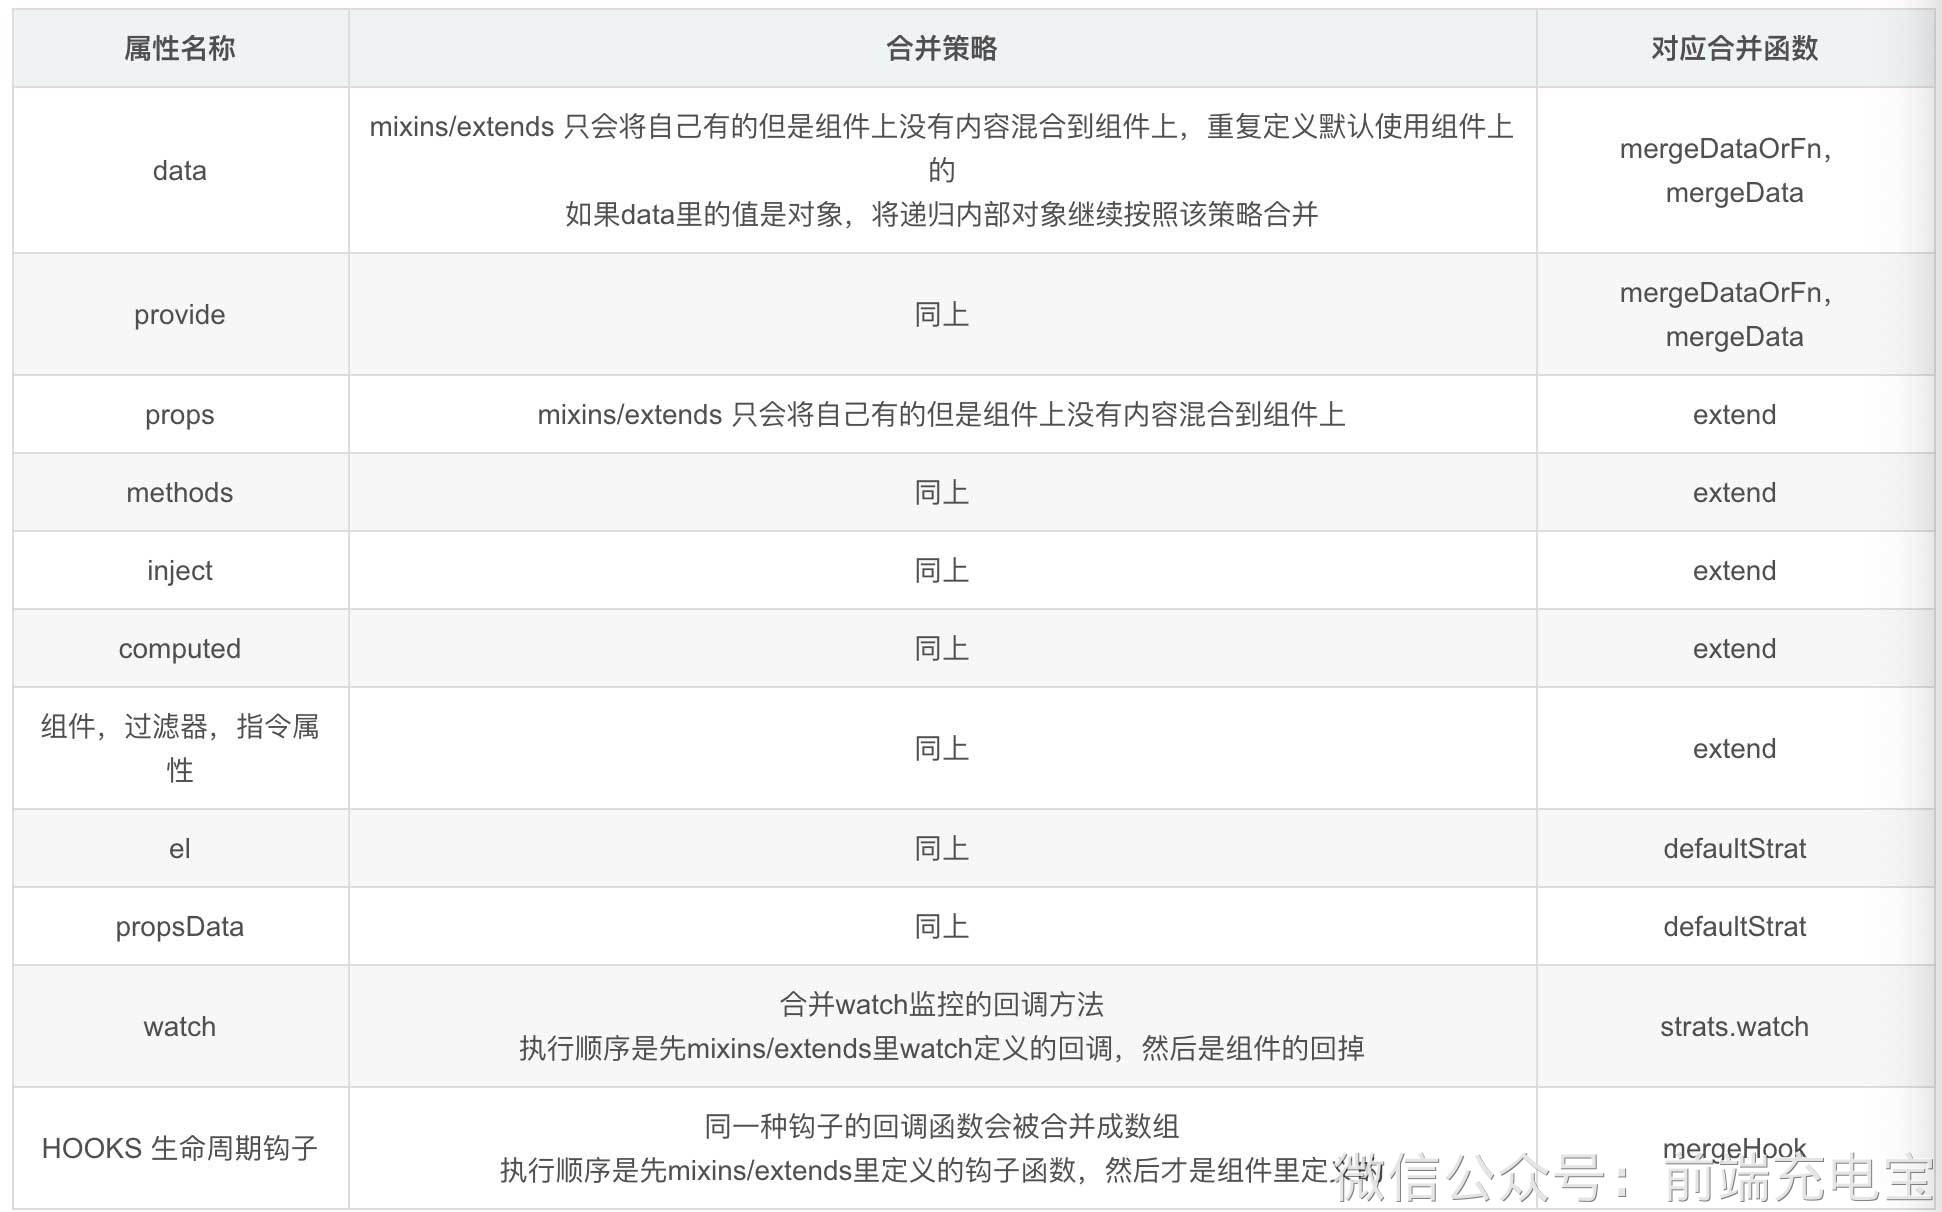 属性名称
合并策略
对应合并函数
data
mixins/extends 只会将自己有的但是组件上没有内容混合到组件上，重复定义默认使用组件上
的
如果data里的值是对象，将递归内部对象继续按照该策略合并
mergeDataOrFn，
mergeData
provide
同上
mergeDataOrFn，
mergeData
props
mixins/extends 只会将自己有的但是组件上没有内容混合到组件上
extend
methods
同上
extend
inject
同上
extend
computed
同上
extend
组件，过滤器，指令属
性
同上
extend
el
同上
defaultStrat
propsData
同上
defaultStrat
watch
合并watch监控的回调方法
执行顺序是先mixins/extends里watch定义的回调，然后是组件的回掉
strats.watch
HOOKS 生命周期钩子
同一种钩子的回调函数会被合并成数组
执行顺序是先mixins/extends里定义的钩子函数，然后才是组件里定义的
mergeHook
微信公众号：前端充电宝